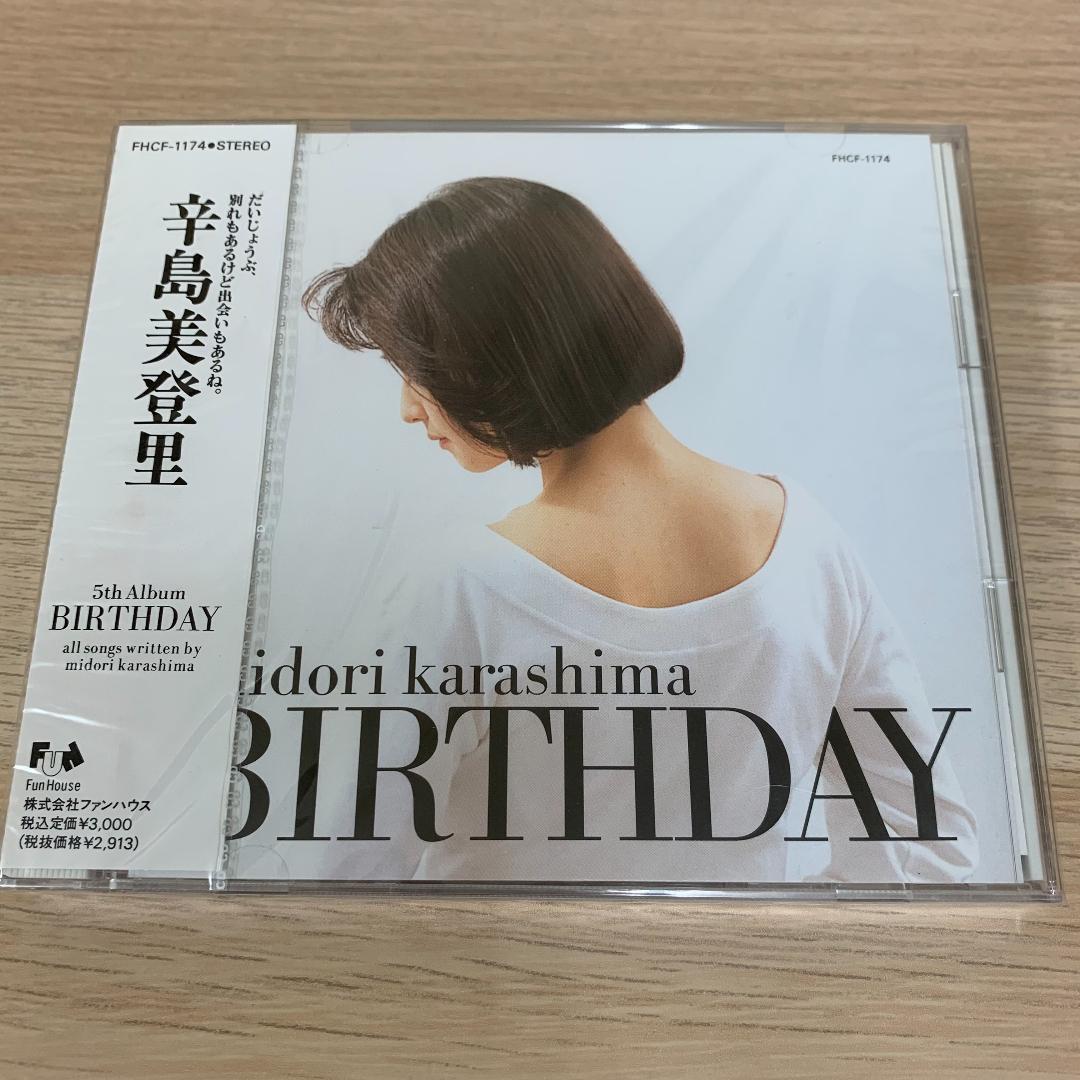 FHCF-1174●STEREO
だいじょうぶ、
別れもあるけど出会いもあるね。
辛島美登里
5th Album
BIRTHDAY
all songs written by
midori karashima
Fun
Fun House
株式会社ファンハウス
税込定価¥3,000
(税抜価格¥2,913)
FHCF-1174
idori karashima
BIRTHDAY